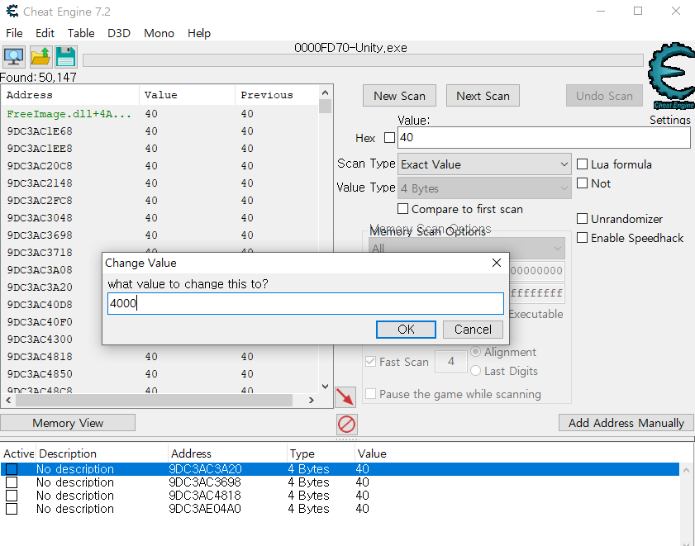 Cheat Engine 7.2
File Edit Table D3D Mono Help
0000FD70-Unity.exe
Found: 50,147
Address Value Previous
FreeImage.dll+4A... 40 40
9DC3AC1E68 40 40
9DC3AC1EE8 40 40
9DC3AC20C8 40 40
9DC3AC2148 40 40
9DC3AC2FC8 40 40
9DC3AC3048 40 40
9DC3AC3698 40 40
9DC3AC3718 40 40
9DC3AC3A08
9DC3AC3A20
9DC3AC40D8
9DC3AC40F0
9DC3AC4300
9DC3AC4818 40 40
9DC3AC4850 40 40
9DC3AC48C8 40 40
New Scan Next Scan Undo Scan
Cheat Engine
Value: Settings
Hex 40
Scan Type Exact Value
Lua formula
Value Type 4 Bytes
Not
Compare to first scan
Unrandomizer
Enable Speedhack
Memory Scan Options
Memory Scan Options
All
00000000
ffffffff
Executable
Fast Scan 4
Alignment
Last Digits
Pause the game while scanning
Change Value
what value to change this to?
4000
OK Cancel
Memory View Add Address Manually
Active Description Address Type Value
No description 9DC3AC3A20 4 Bytes 40
No description 9DC3AC3698 4 Bytes 40
No description 9DC3AC4818 4 Bytes 40
No description 9DC3AE04A0 4 Bytes 40